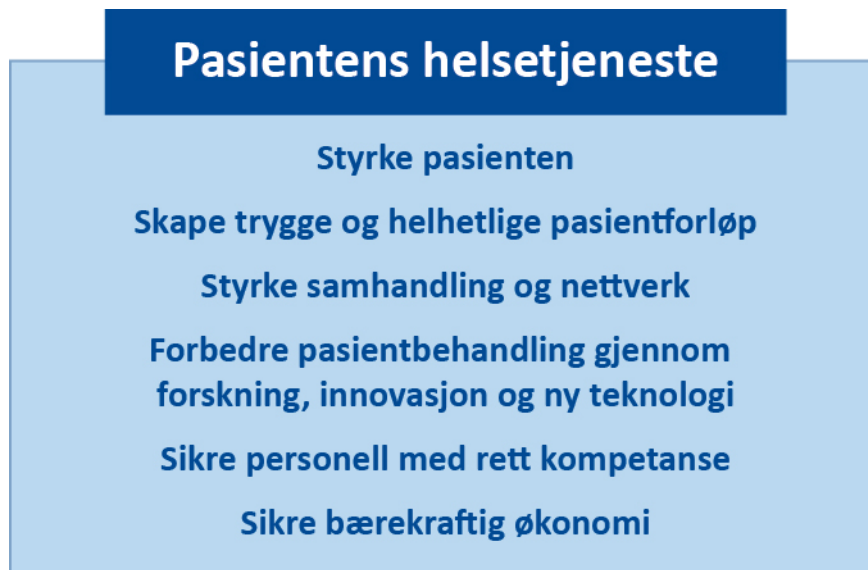 Pasientens helsetjeneste
Styrke pasienten
Skape trygge og helhetlige pasientforløp
Styrke samhandling og nettverk
Forbedre pasientbehandling gjennom
forskning, innovasjon og ny teknologi
Sikre personell med rett kompetanse
Sikre bærekraftig økonomi